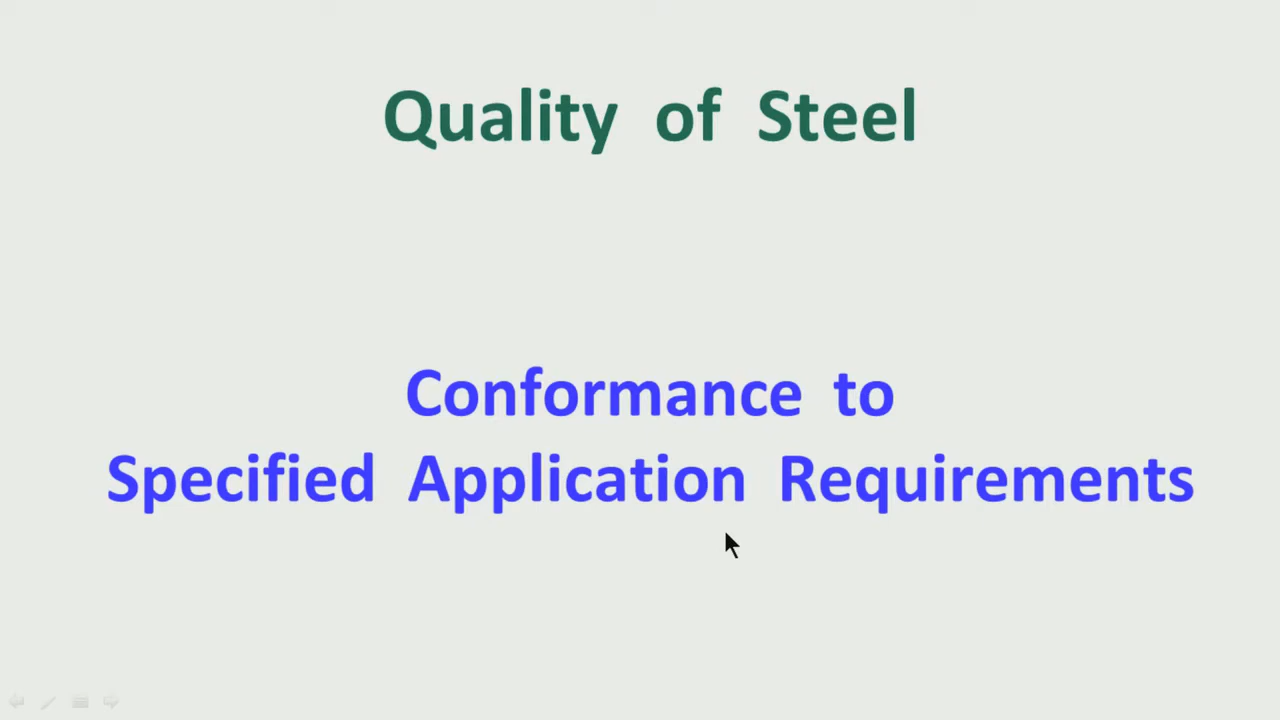 Quality of Steel
Conformance to
Specified Application Requirements